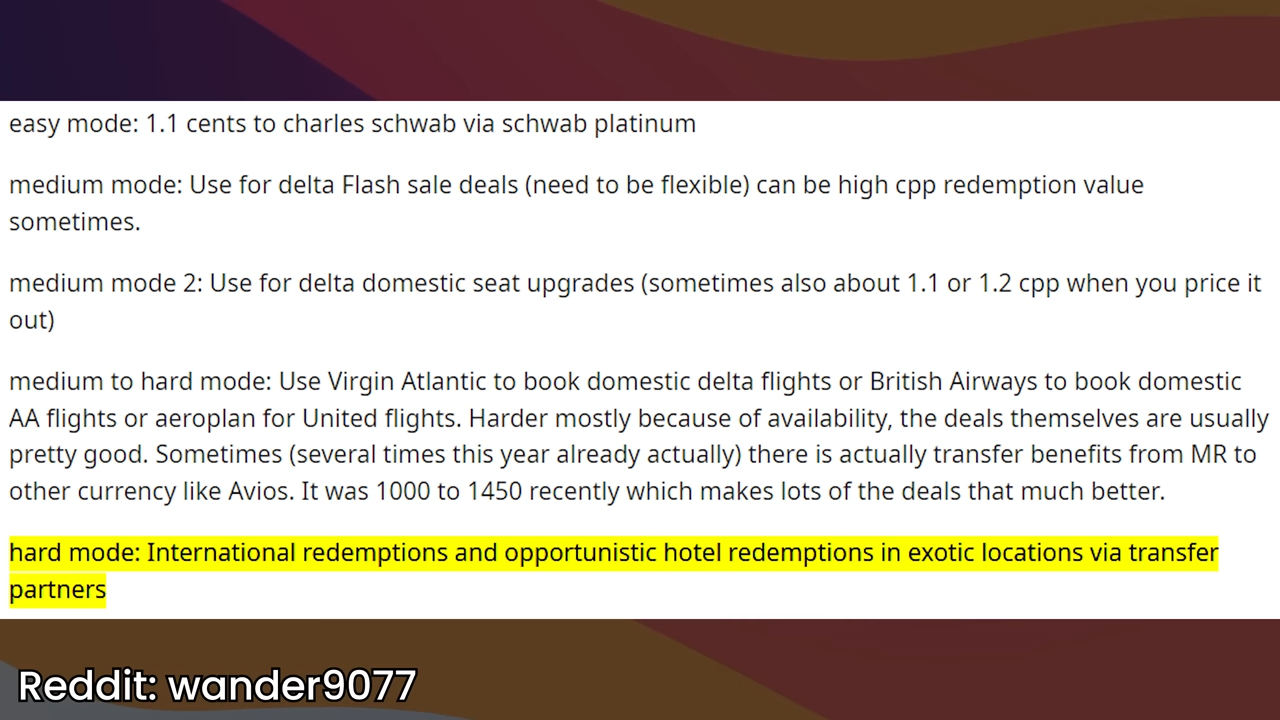 easy mode: 1.1 cents to charles schwab via schwab platinum
medium mode: Use for delta Flash sale deals (need to be flexible) can be high cpp redemption value
sometimes.
medium mode 2: Use for delta domestic seat upgrades (sometimes also about 1.1 or 1.2 cpp when you price it
out)
medium to hard mode: Use Virgin Atlantic to book domestic delta flights or British Airways to book domestic
AA flights or aeroplan for United flights. Harder mostly because of availability, the deals themselves are usually
pretty good. Sometimes (several times this year already actually) there is actually transfer benefits from MR to
other currency like Avios. It was 1000 to 1450 recently which makes lots of the deals that much better.
hard mode: International redemptions and opportunistic hotel redemptions in exotic locations via transfer
partners
Reddit: wander9077